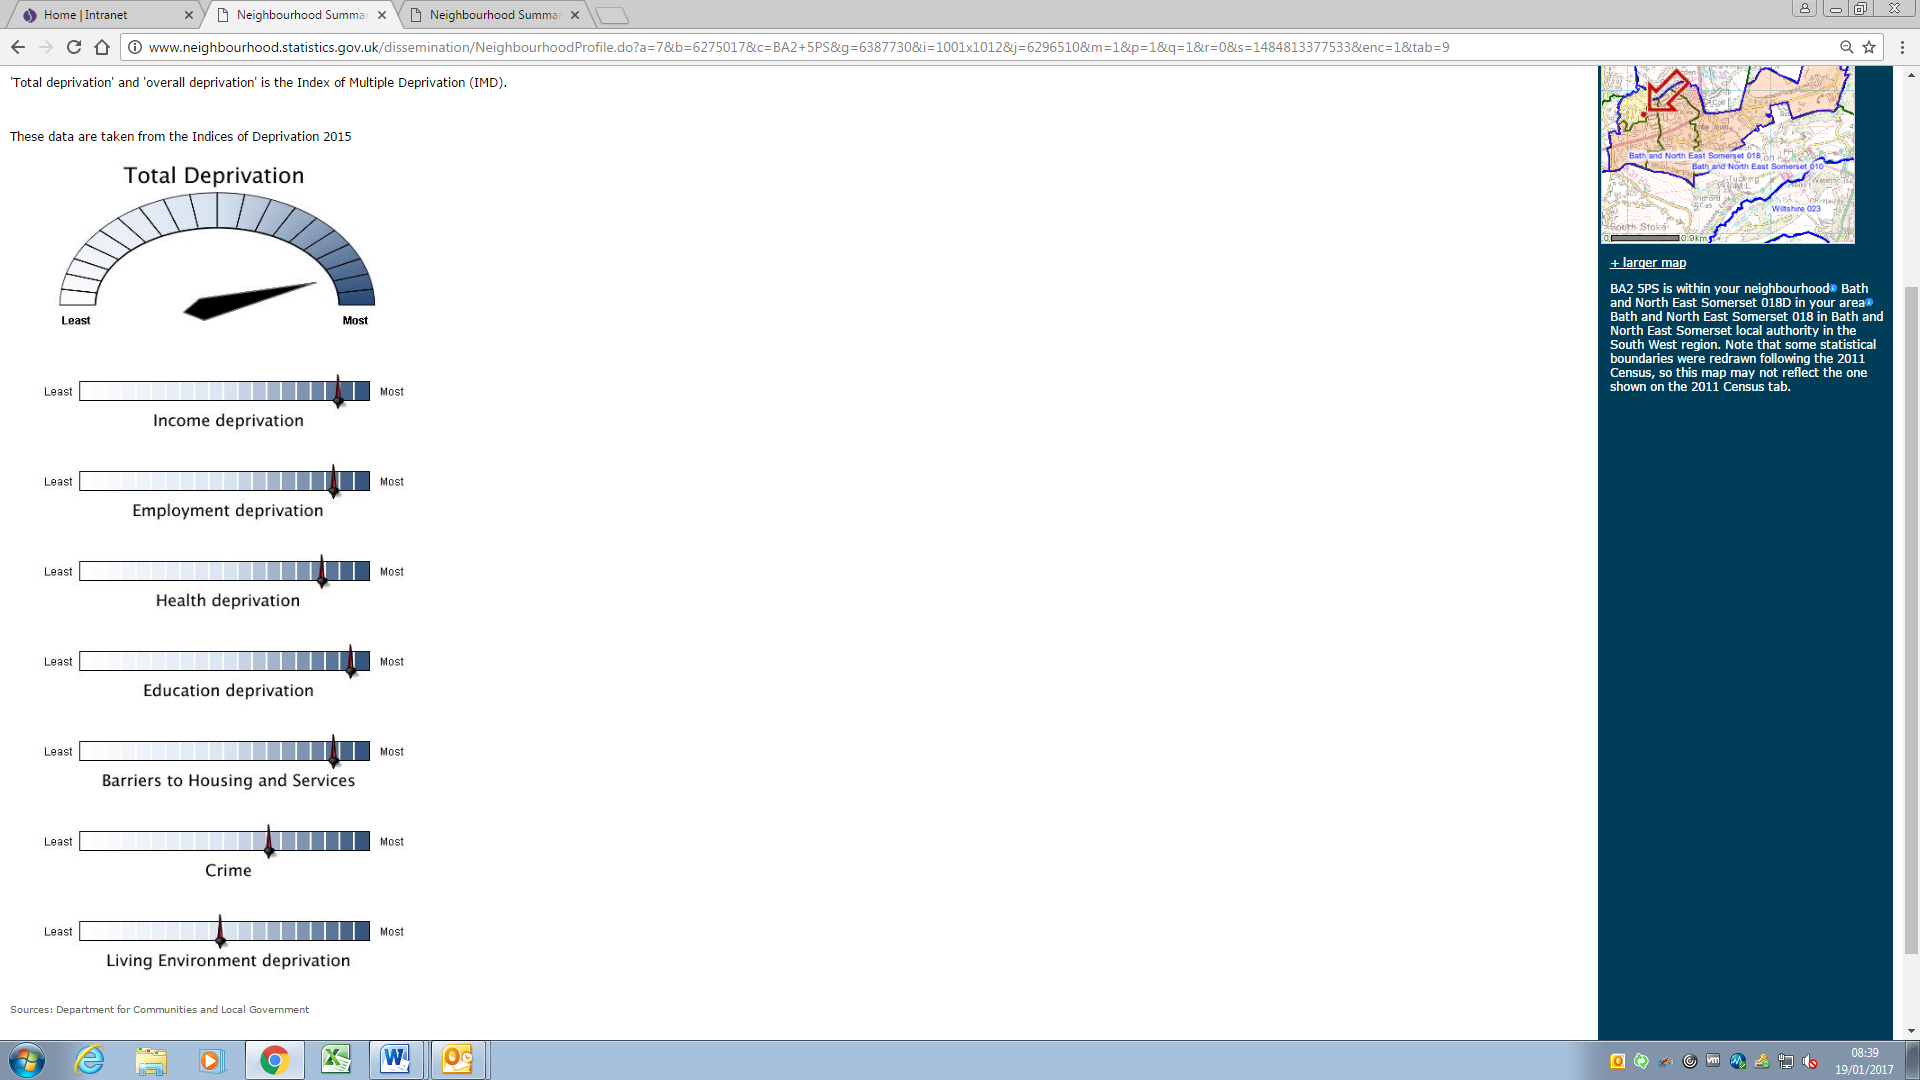 Home | Intranet
Neighbourhood Summa
Neighbourhood Summa
www.neighbourhood.statistics.gov.uk/dissemination/NeighbourhoodProfile.do?a=7&b=6275017&c=BA2+5PS&g=6387730&i=1001x1012&j=6296510&m=1&p=1&q=1&r=0&s=1484813377533&enc=1&tab=9
'Total deprivation' and 'overall deprivation' is the Index of Multiple Deprivation (IMD).
These data are taken from the Indices of Deprivation 2015
Total Deprivation
Least Most
Least Most
Income deprivation
Least Most
Employment deprivation
Least Most
Health deprivation
Least Most
Education deprivation
Least Most
Barriers to Housing and Services
Least Most
Crime
Least Most
Living Environment deprivation
Sources: Department for Communities and Local Government
Bath and North East Somerset 018
Bath and North East Somerset 010
Wiltshire 023
South Stoke
0 0.9km
+ larger map
BA2 5PS is within your neighbourhood Bath
and North East Somerset 018D in your area
Bath and North East Somerset 018 in Bath and
North East Somerset local authority in the
South West region. Note that some statistical
boundaries were redrawn following the 2011
Census, so this map may not reflect the one
shown on the 2011 Census tab.
08:39
19/01/2017